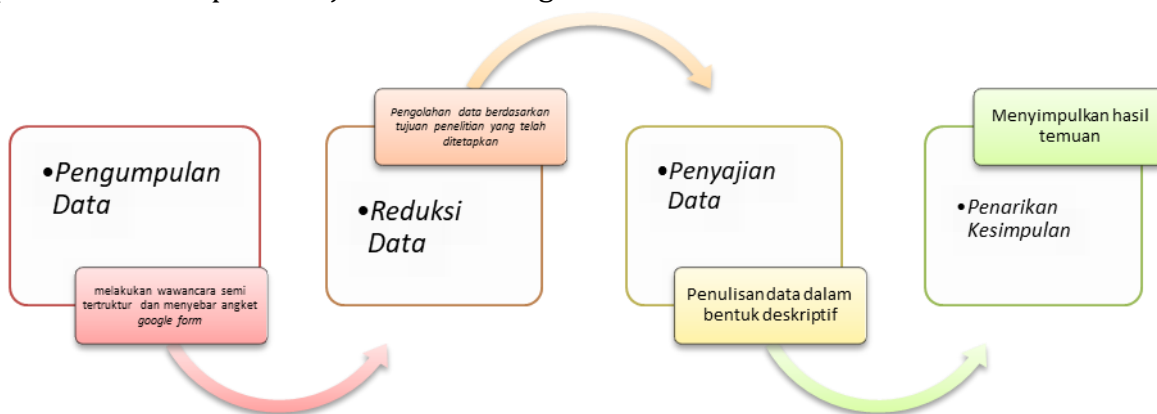 •Pengumpulan
Data
melakukan wawancara semi
tertruktur dan menyebar angket
google form
Pengolahan data berdasarkan
tujuan penelitian yang telah
ditetapkan
•Reduksi
Data
•Penyajian
Data
Penulisan data dalam
bentuk deskriptif
Menyimpulkan hasil
temuan
•Penarikan
Kesimpulan